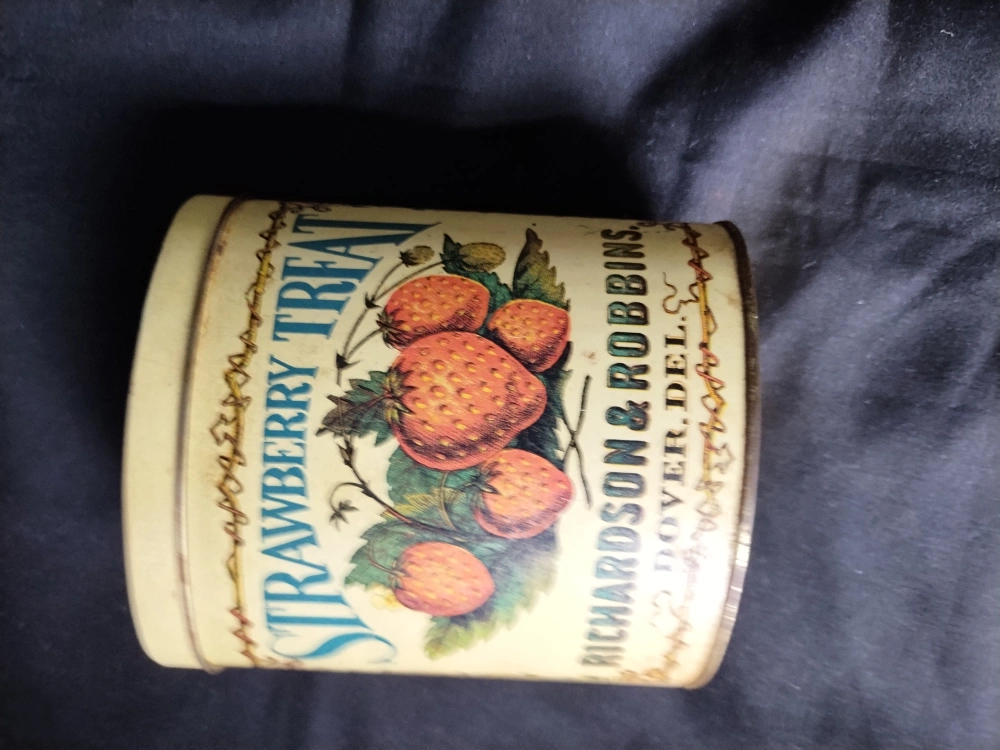 STRAWBERRY TREAT
RICHARDSON & ROBBINS.
DOVER, DEL.